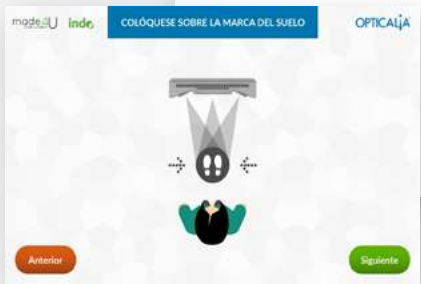 made4U
indo
COLÓQUESE SOBRE LA MARCA DEL SUELO
OPTICALIA
Anterior
Siguiente